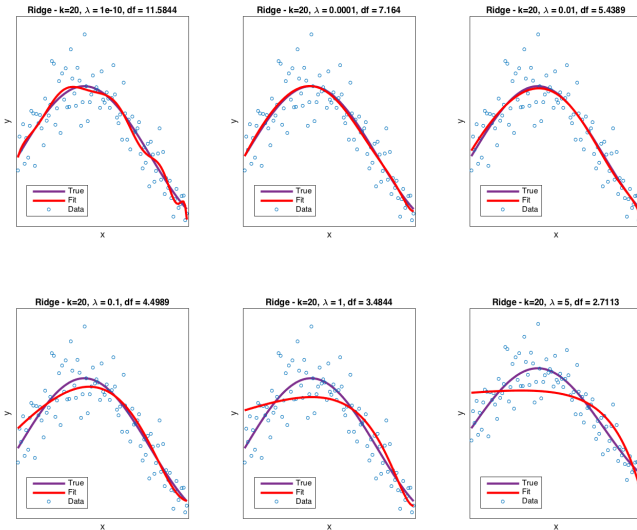 Ridge - k=20, λ = 1e-10, df = 11.5844
y
True
Fit
Data
x
Ridge - k=20, λ = 0.0001, df = 7.164
y
True
Fit
Data
x
Ridge - k=20, λ = 0.01, df = 5.4389
y
True
Fit
Data
x
Ridge - k=20, λ = 0.1, df = 4.4989
y
True
Fit
Data
x
Ridge - k=20, λ = 1, df = 3.4844
y
True
Fit
Data
x
Ridge - k=20, λ = 5, df = 2.7113
y
True
Fit
Data
x